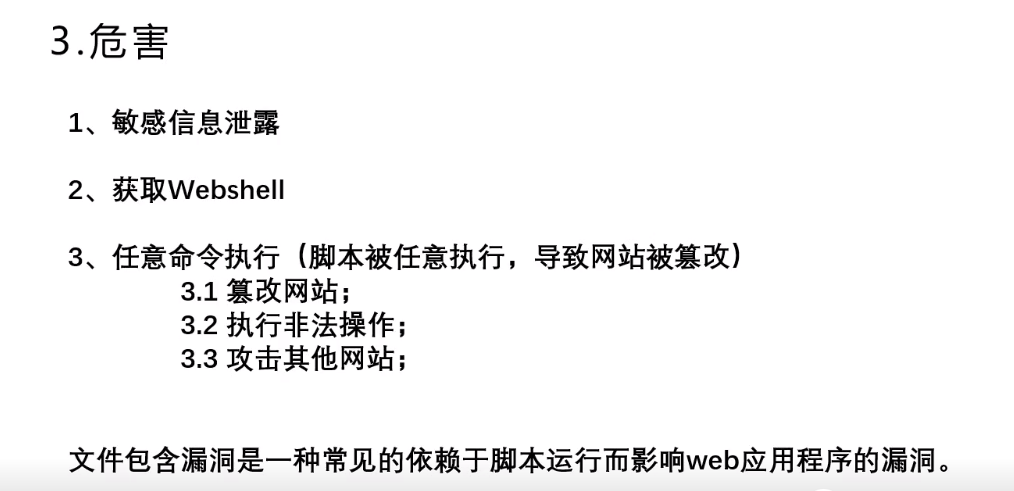 3.危害
1、敏感信息泄露
2、获取Webshell
3、任意命令执行（脚本被任意执行，导致网站被篡改）
3.1 篡改网站；
3.2 执行非法操作；
3.3 攻击其他网站；
文件包含漏洞是一种常见的依赖于脚本运行而影响web应用程序的漏洞。